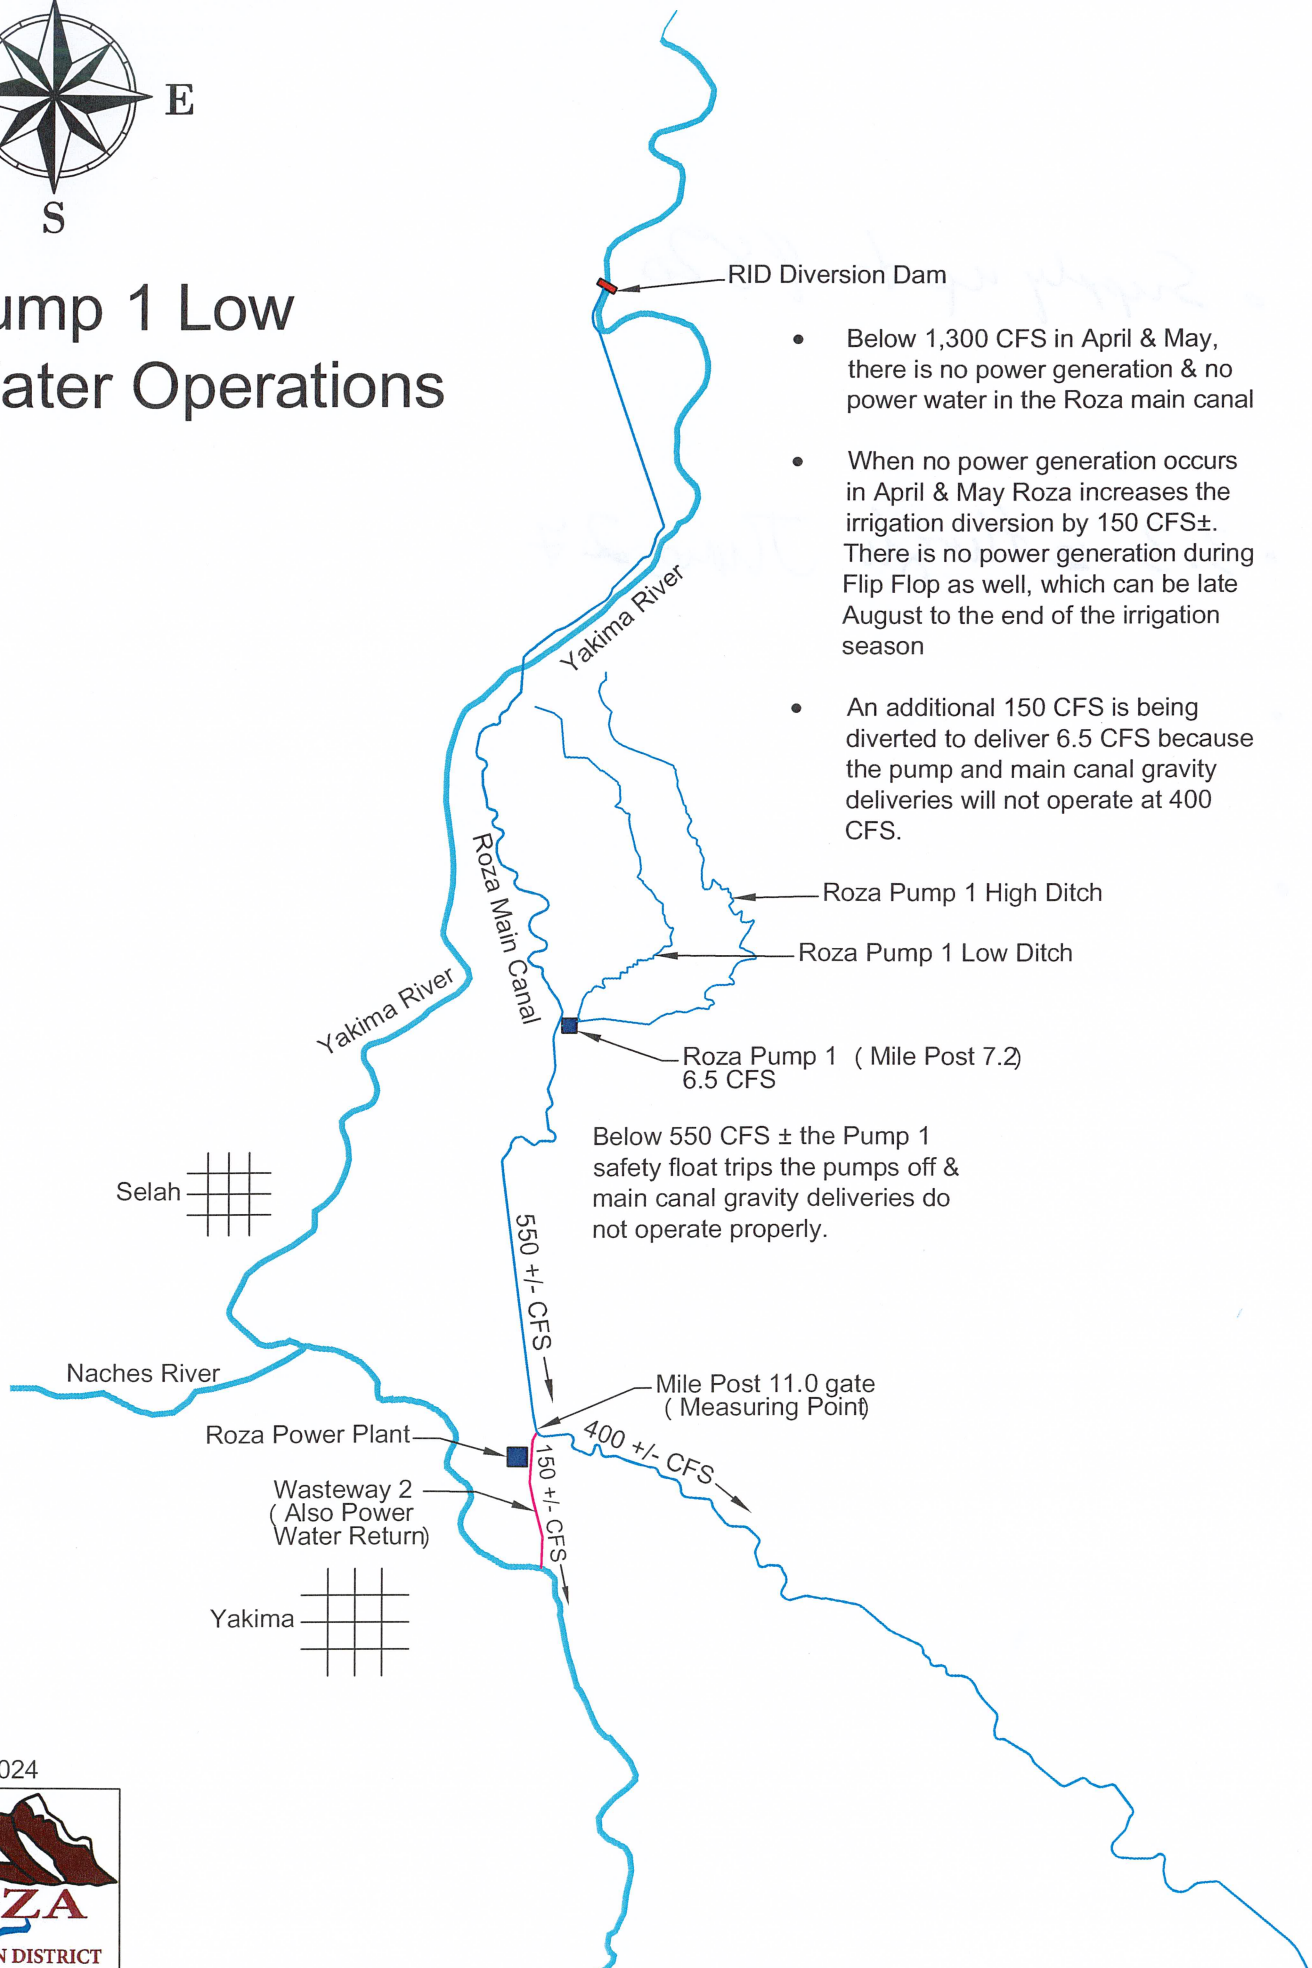 E
S
ump 1 Low
ater Operations
RID Diversion Dam
• Below 1,300 CFS in April & May,
there is no power generation & no
power water in the Roza main canal
• When no power generation occurs
in April & May Roza increases the
irrigation diversion by 150 CFS±.
There is no power generation during
Flip Flop as well, which can be late
August to the end of the irrigation
season
• An additional 150 CFS is being
diverted to deliver 6.5 CFS because
the pump and main canal gravity
deliveries will not operate at 400
CFS.
Yakima River
Roza Main Canal
Roza Pump 1 High Ditch
Roza Pump 1 Low Ditch
Yakima River
Roza Pump 1 ( Mile Post 7.2)
6.5 CFS
Below 550 CFS ± the Pump 1
safety float trips the pumps off &
main canal gravity deliveries do
not operate properly.
Selah
550 +/- CFS
Naches River
Mile Post 11.0 gate
( Measuring Point)
Roza Power Plant
400 +/- CFS
150 +/- CFS
Wasteway 2
( Also Power
Water Return)
Yakima
024
ZA
N DISTRICT